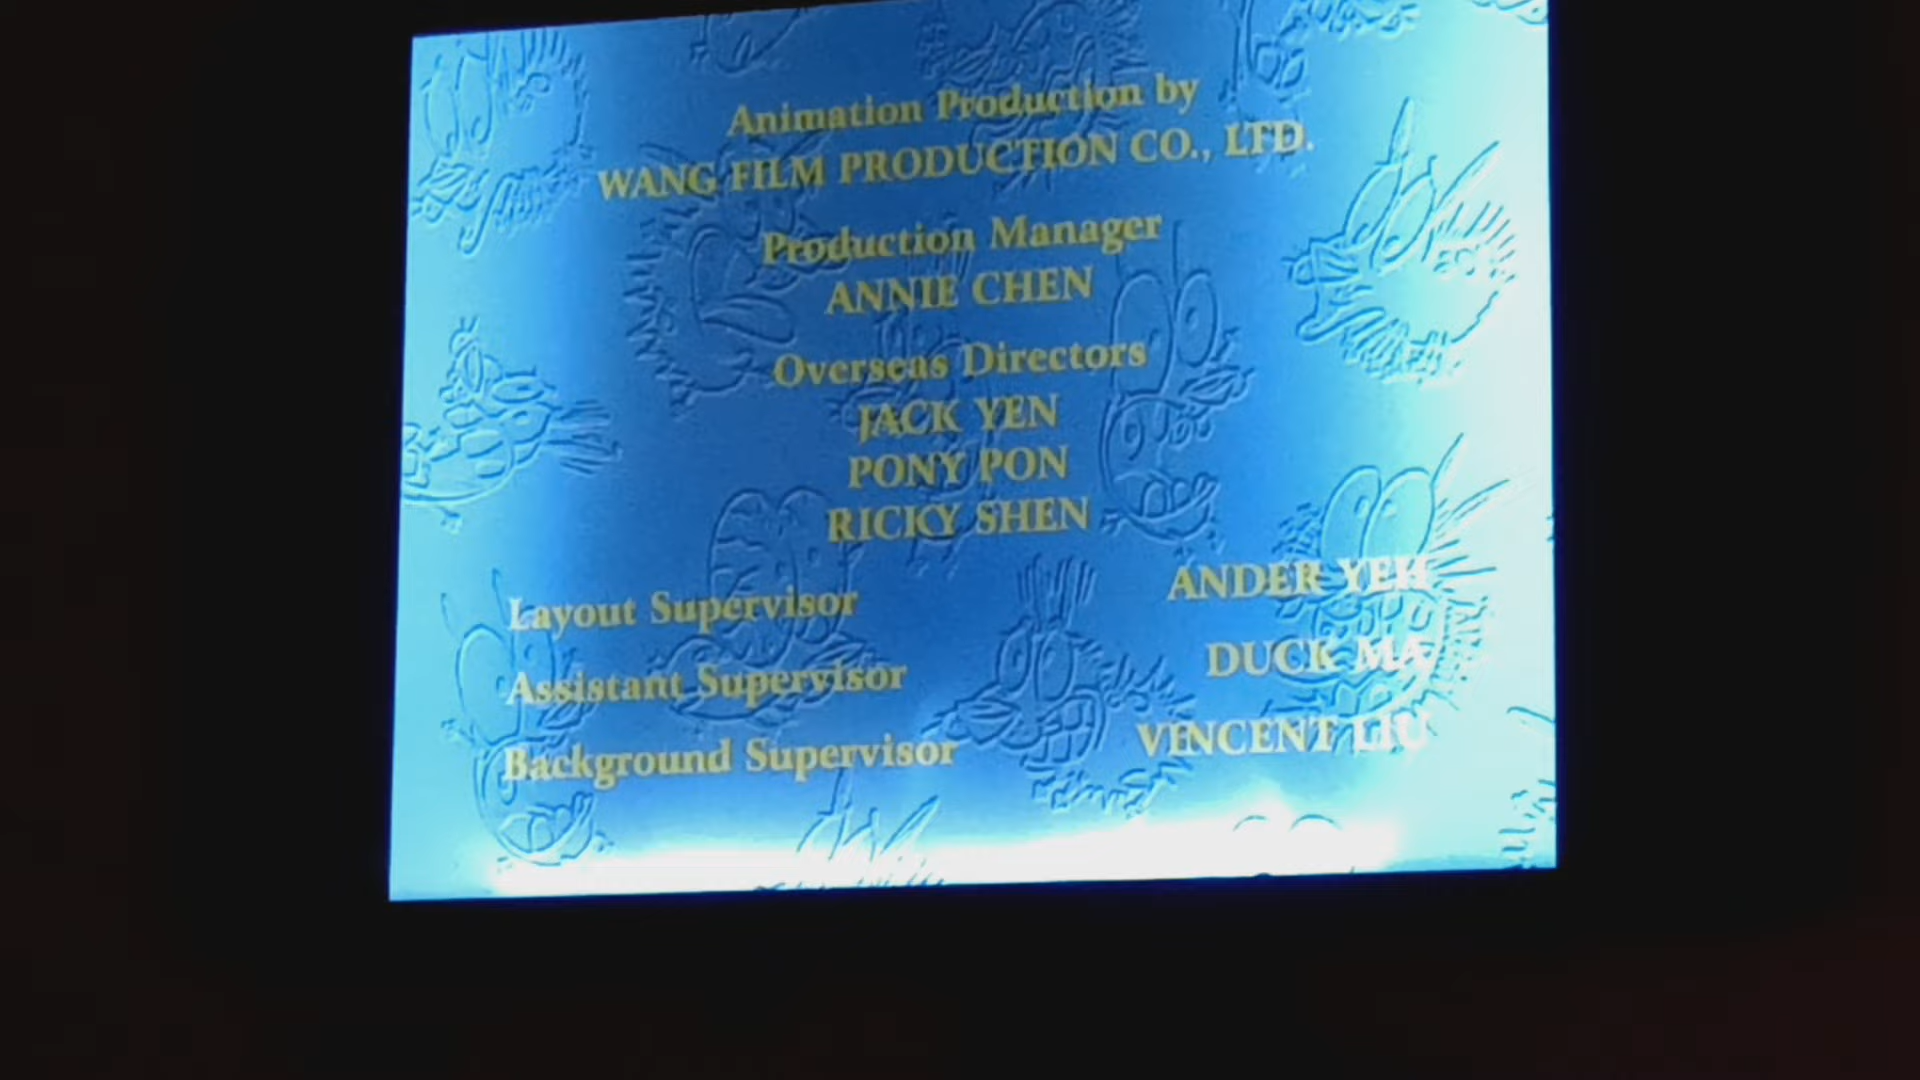 Animation Production by
WANG FILM PRODUCTION CO., LTD.
Production Manager
ANNIE CHEN
Overseas Directors
JACK YEN
PONY PON
RICKY SHEN
Layout Supervisor ANDER YEH
Assistant Supervisor DUCK MA
Background Supervisor VINCENT LIU